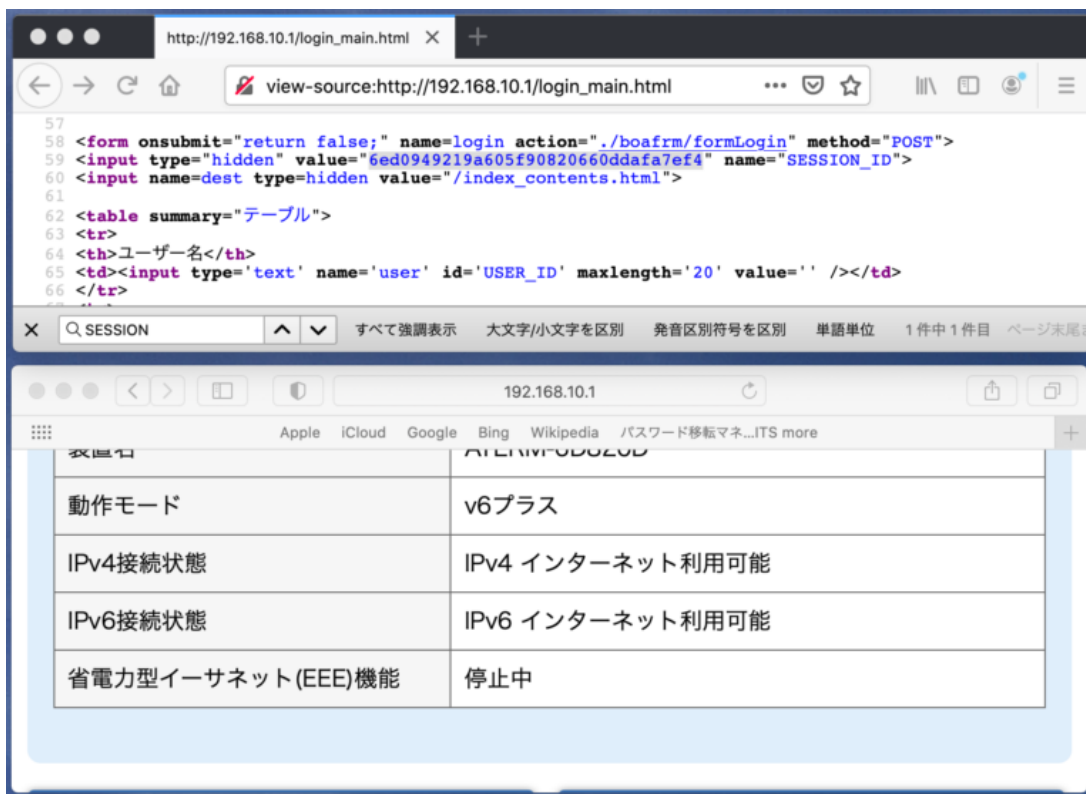 http://192.168.10.1/login_main.html
view-source:http://192.168.10.1/login_main.html
57
58 <form onsubmit="return false;" name=login action="./boafrm/formLogin" method="POST">
59 <input type="hidden" value="6ed0949219a605f90820660ddafa7ef4" name="SESSION_ID">
60 <input name=dest type=hidden value="/index_contents.html">
61
62 <table summary="テーブル">
63 <tr>
64 <th>ユーザー名</th>
65 <td><input type='text' name='user' id='USER_ID' maxlength='20' value='' /></td>
66 </tr>
SESSION すべて強調表示 大文字/小文字を区別 発音区別符号を区別 単語単位 1 件中 1 件目 ページ末尾
192.168.10.1
Apple iCloud Google Bing Wikipedia パスワード移転マネ...ITS more
装置名
動作モード v6プラス
IPv4接続状態 IPv4 インターネット利用可能
IPv6接続状態 IPv6 インターネット利用可能
省電力型イーサネット(EEE)機能 停止中